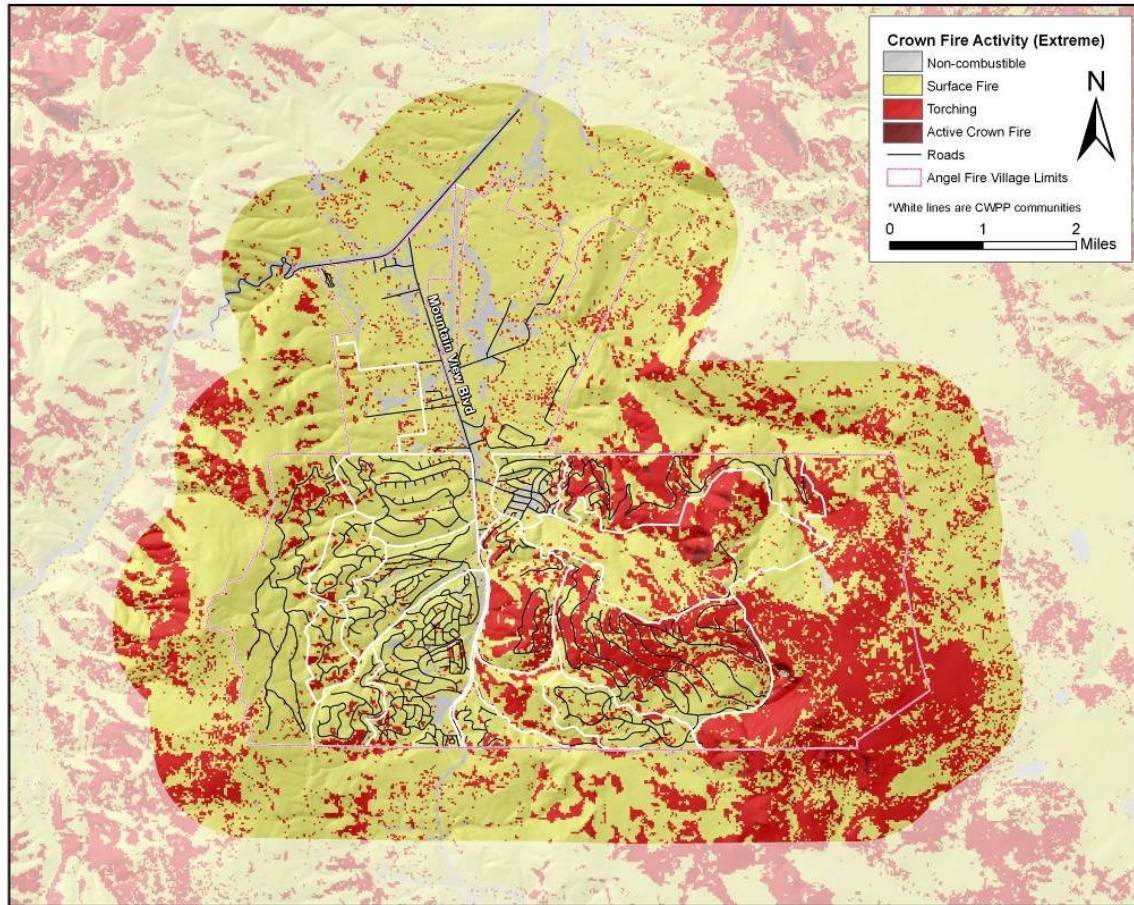 Crown Fire Activity (Extreme)
Non-combustible
Surface Fire
Torching
Active Crown Fire
Roads
Angel Fire Village Limits
*White lines are CWPP communities
0 1 2
Miles
N
Mountain View Blvd